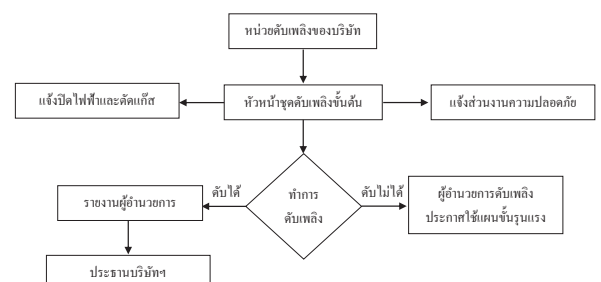 หน่วยดับเพลิงของบริษัท
แจ้งปิดไฟฟ้าและตัดแก๊ส
หัวหน้าชุดดับเพลิงขั้นต้น
แจ้งส่วนงานความปลอดภัย
ดับได้
ดับไม่ได้
ทำการ
ดับเพลิง
รายงานผู้อำนวยการ
ผู้อำนวยการดับเพลิง
ประกาศใช้แผนขั้นรุนแรง
ประธานบริษัทฯ